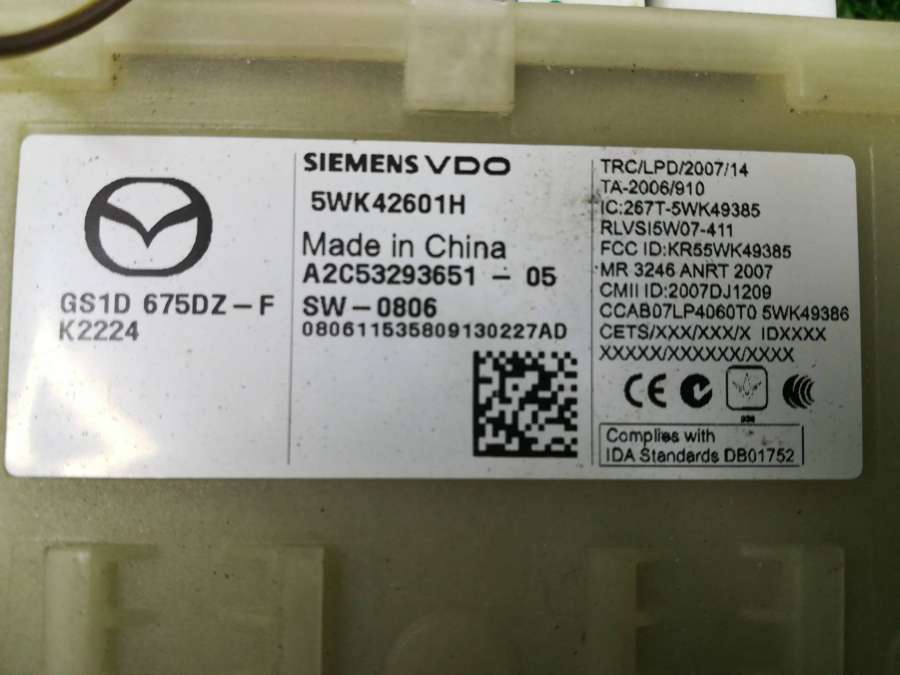 GS1D 675DZ-F
K2224
SIEMENS VDO
5WK42601H
Made in China
A2C53293651 - 05
SW-0806
080611535809130227AD
TRC/LPD/2007/14
TA-2006/910
IC:267T-5WK49385
RLVSI5W07-411
FCC ID:KR55WK49385
MR 3246 ANRT 2007
CMII ID:2007DJ1209
CCAB07LP4060T0 5WK49386
CETS/XXX/XXX/X IDXXXX
XXXXX/XXXXXX/XXXX
CE
Complies with
IDA Standards DB01752